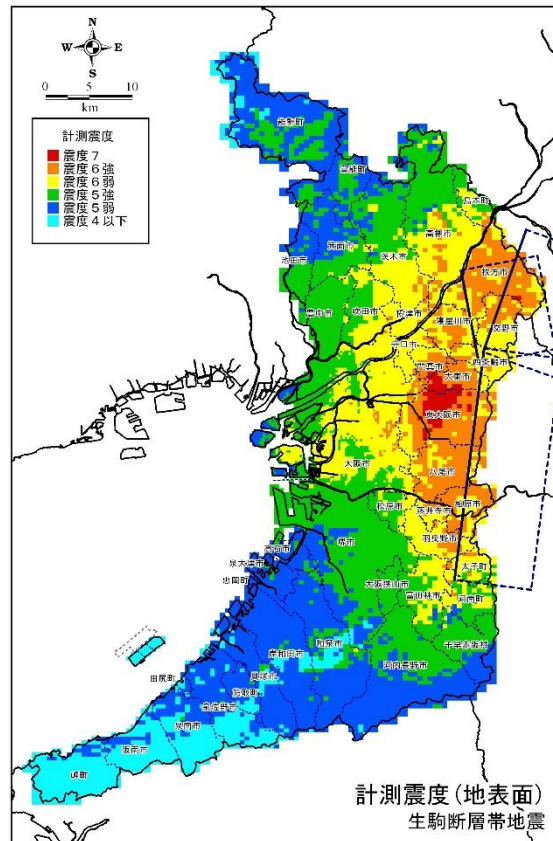 N
W E
S
0 5 10
km
計測震度
震度7
震度6強
震度6弱
震度5強
震度5弱
震度4以下
能勢町
豊能町
島本町
高槻市
池田市
箕面市
茨木市
枚方市
豊中市
吹田市
摂津市
寝屋川市
交野市
守口市
四条畷市
門真市
大東市
東大阪市
大阪市
八尾市
松原市
藤井寺市
柏原市
羽曳野市
高石市
堺市
泉大津市
太子町
忠岡町
大阪狭山市
富田林市
河南町
和泉市
千早赤阪村
岸和田市
貝塚市
河内長野市
田尻町
熊取町
泉佐野市
泉南市
阪南市
岬町
計測震度(地表面)
生駒断層帯地震